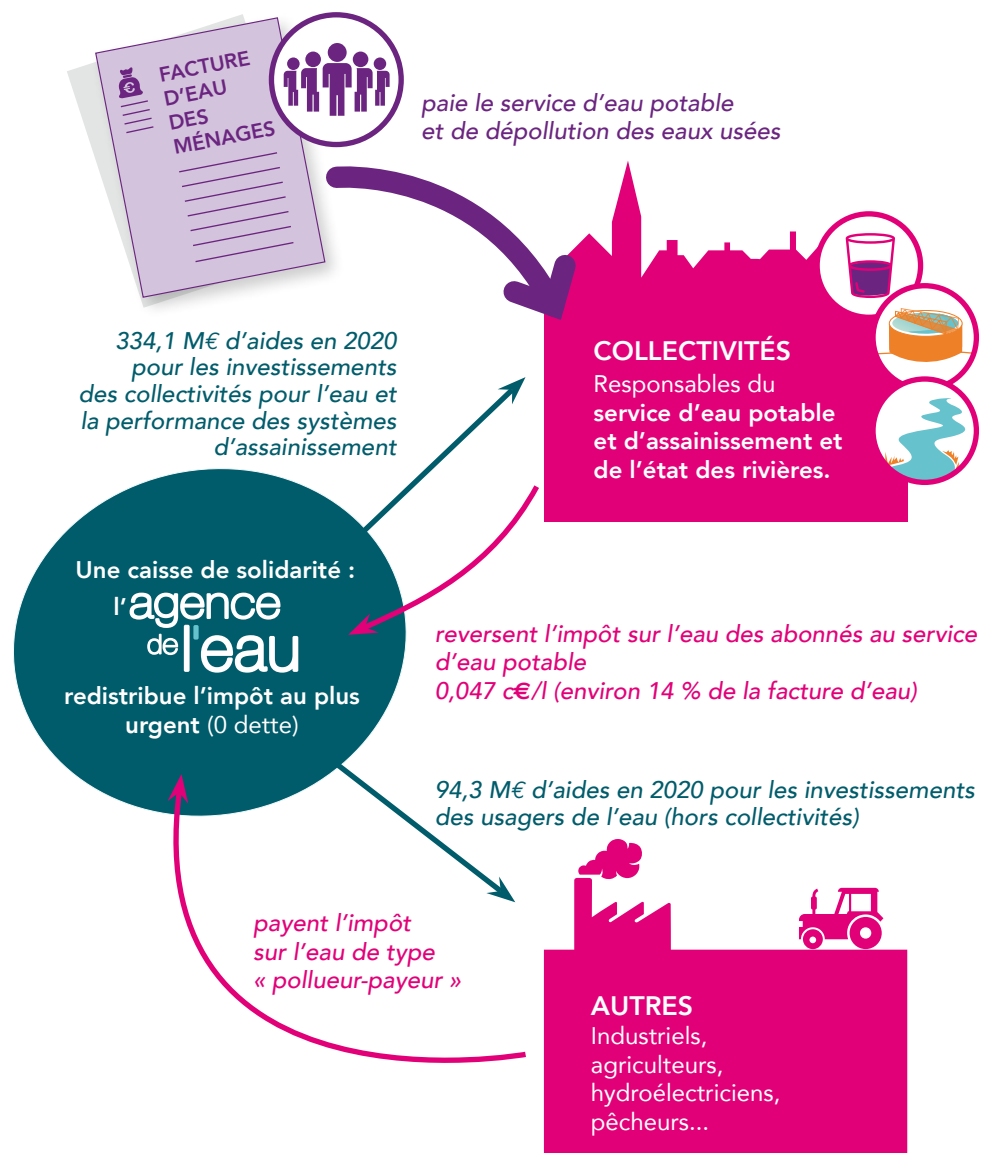 FACTURE
D'EAU
DES
MÉNAGES
€
paie le service d'eau potable
et de dépollution des eaux usées
334,1 M€ d'aides en 2020
pour les investissements
des collectivités pour l'eau et
la performance des systèmes
d'assainissement
COLLECTIVITÉS
Responsables du
service d'eau potable
et d'assainissement et
de l'état des rivières.
Une caisse de solidarité :
l'agence
de l'eau
redistribue l'impôt au plus
urgent (0 dette)
reversent l'impôt sur l'eau des abonnés au service
d'eau potable
0,047 c€/l (environ 14 % de la facture d'eau)
94,3 M€ d'aides en 2020 pour les investissements
des usagers de l'eau (hors collectivités)
payent l'impôt
sur l'eau de type
« pollueur-payeur »
AUTRES
Industriels,
agriculteurs,
hydroélectriciens,
pêcheurs...